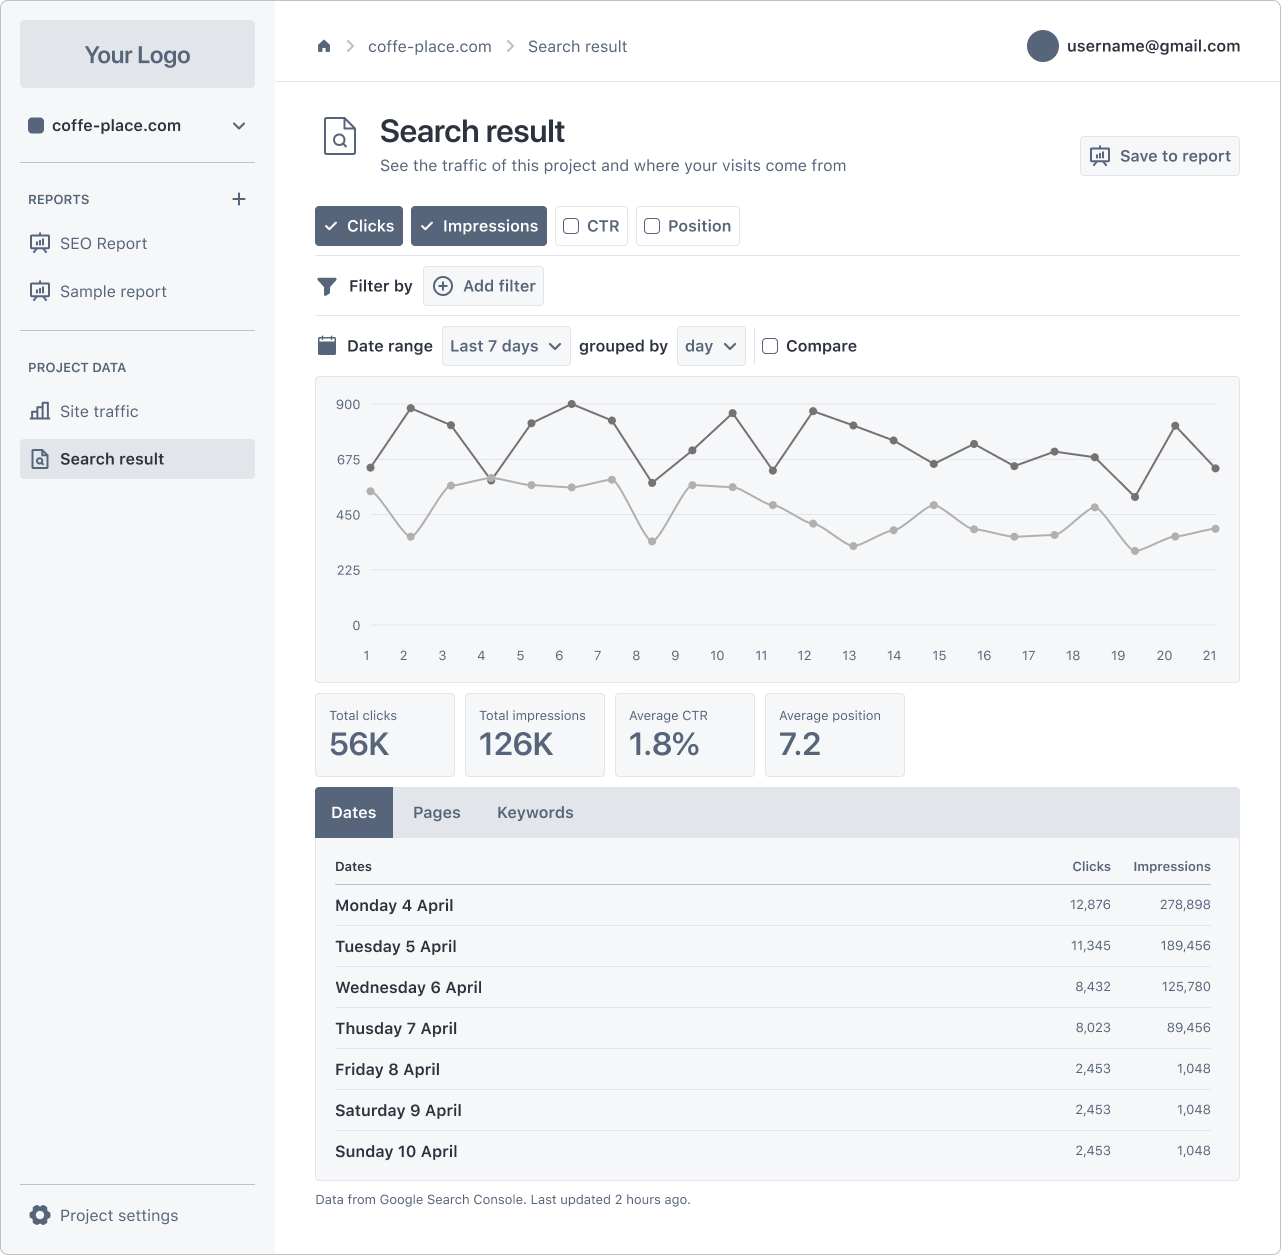 Your Logo
coffe-place.com
REPORTS
SEO Report
Sample report
PROJECT DATA
Site traffic
Search result
Project settings
coffe-place.com Search result
username@gmail.com
Search result
See the traffic of this project and where your visits come from
Save to report
Clicks Impressions CTR Position
Filter by Add filter
Date range Last 7 days grouped by day Compare
900
675
450
225
0
1 2 3 4 5 6 7 8 9 10 11 12 13 14 15 16 17 18 19 20 21
Total clicks
56K
Total impressions
126K
Average CTR
1.8%
Average position
7.2
Dates Pages Keywords
Dates Clicks Impressions
Monday 4 April 12,876 278,898
Tuesday 5 April 11,345 189,456
Wednesday 6 April 8,432 125,780
Thusday 7 April 8,023 89,456
Friday 8 April 2,453 1,048
Saturday 9 April 2,453 1,048
Sunday 10 April 2,453 1,048
Data from Google Search Console. Last updated 2 hours ago.